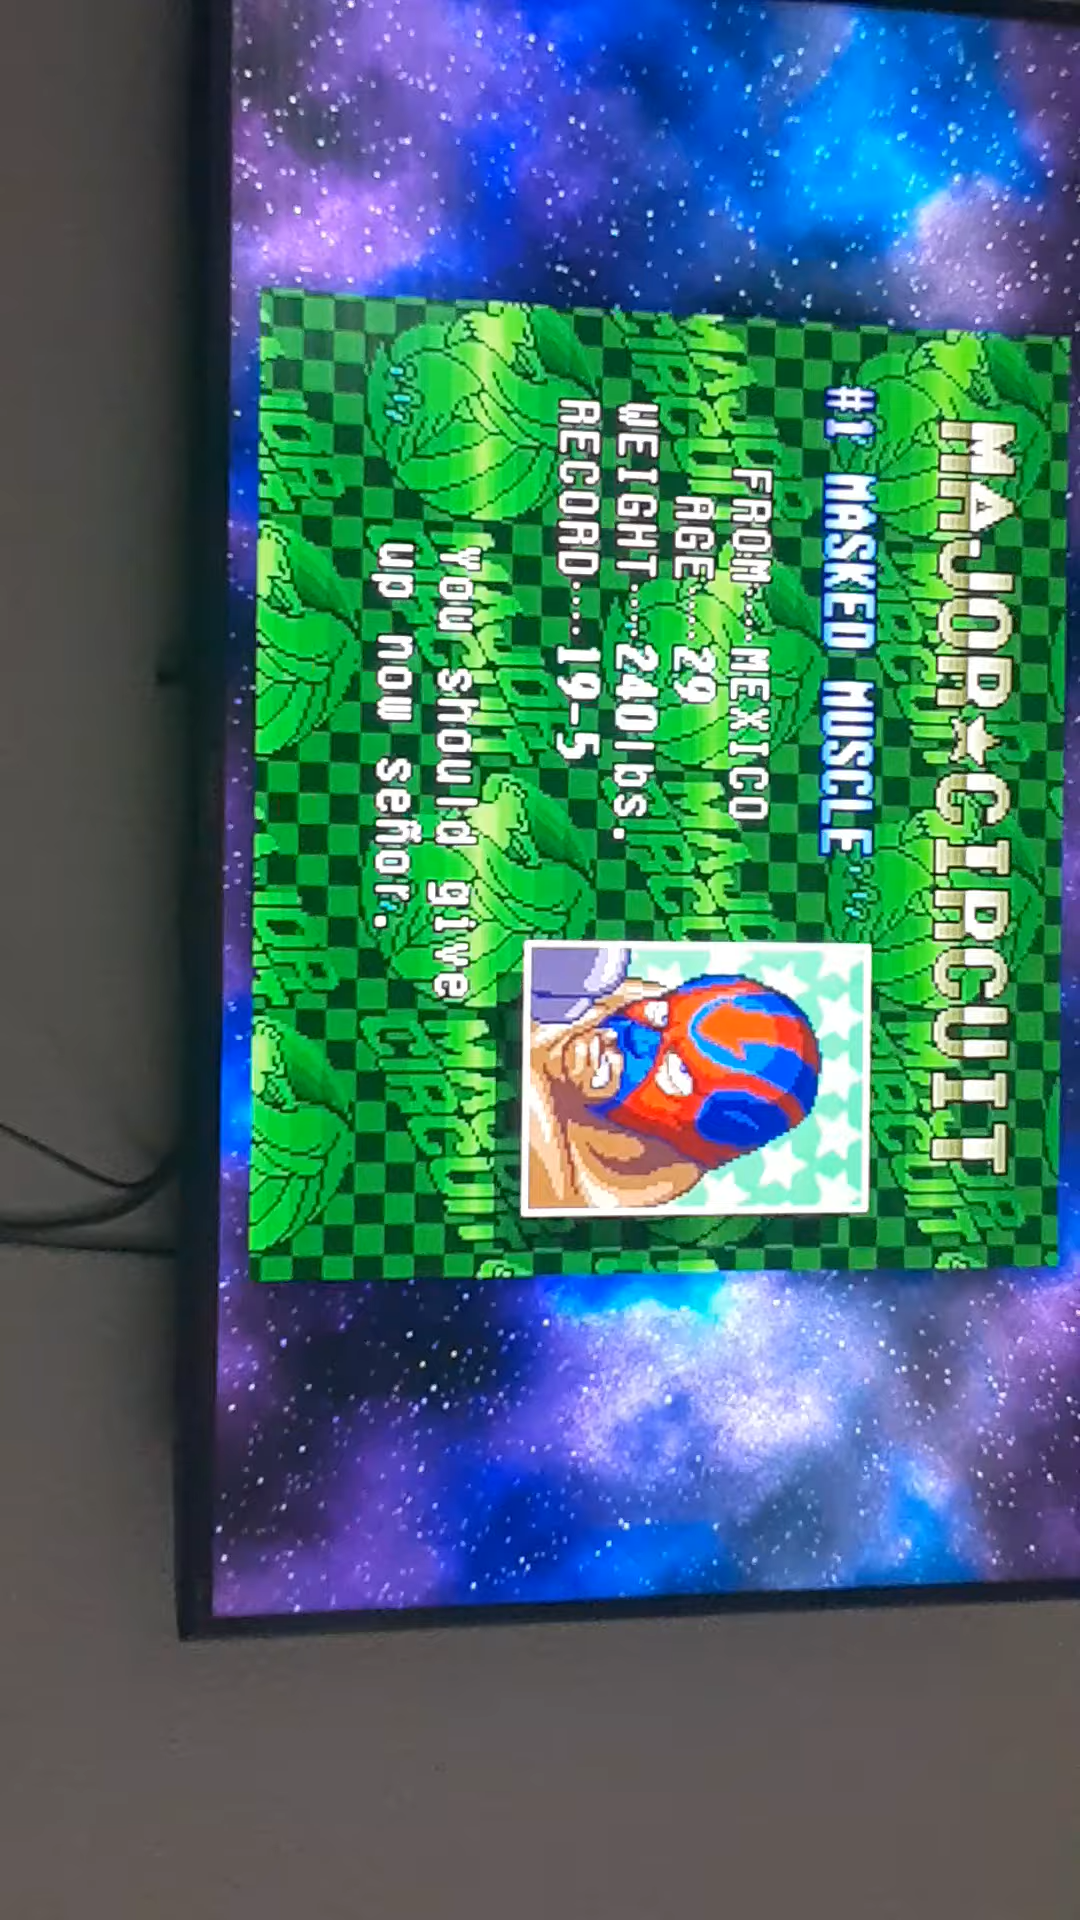 MAJOR★CIRCUIT
#1 MASKED MUSCLE
FROM....MEXICO
AGE....29
WEIGHT....240lbs.
RECORD....19-5
You should give
up now señor.